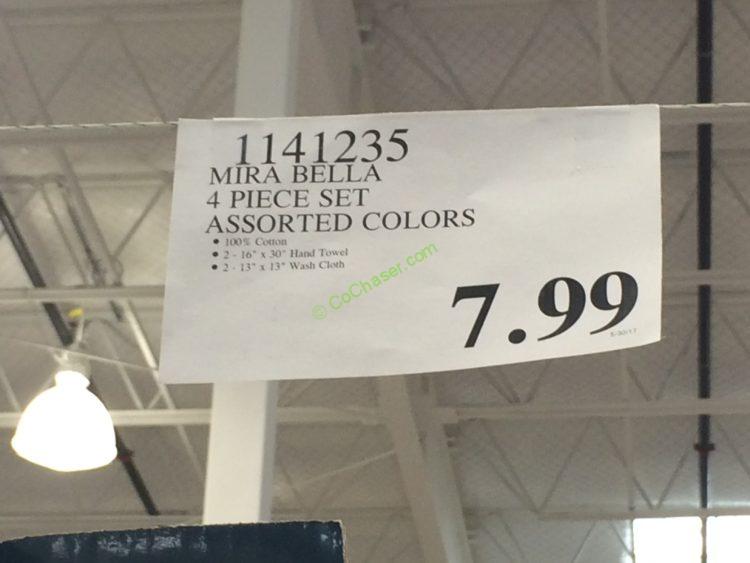 1141235
MIRA BELLA
4 PIECE SET
ASSORTED COLORS
• 100% Cotton
• 2 - 16" x 30" Hand Towel
• 2 - 13" x 13" Wash Cloth
© CoChaser.com
7.99